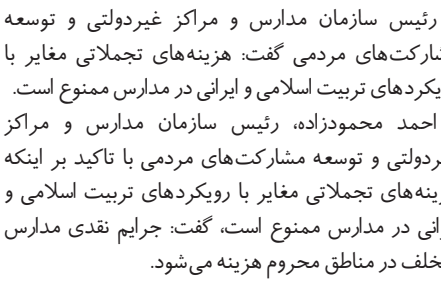 رئیس سازمان مدارس و مراکز غیردولتی و توسعه
شارکت‌های مردمی گفت: هزینه‌های تجملاتی مغایر با
یکردهای تربیت اسلامی و ایرانی در مدارس ممنوع است.
احمد محمودزاده، رئیس سازمان مدارس و مراکز
ردولتی و توسعه مشارکت‌های مردمی با تاکید بر اینکه
ینه‌های تجملاتی مغایر با رویکردهای تربیت اسلامی و
انی در مدارس ممنوع است، گفت: جرایم نقدی مدارس
خلف در مناطق محروم هزینه می‌شود.